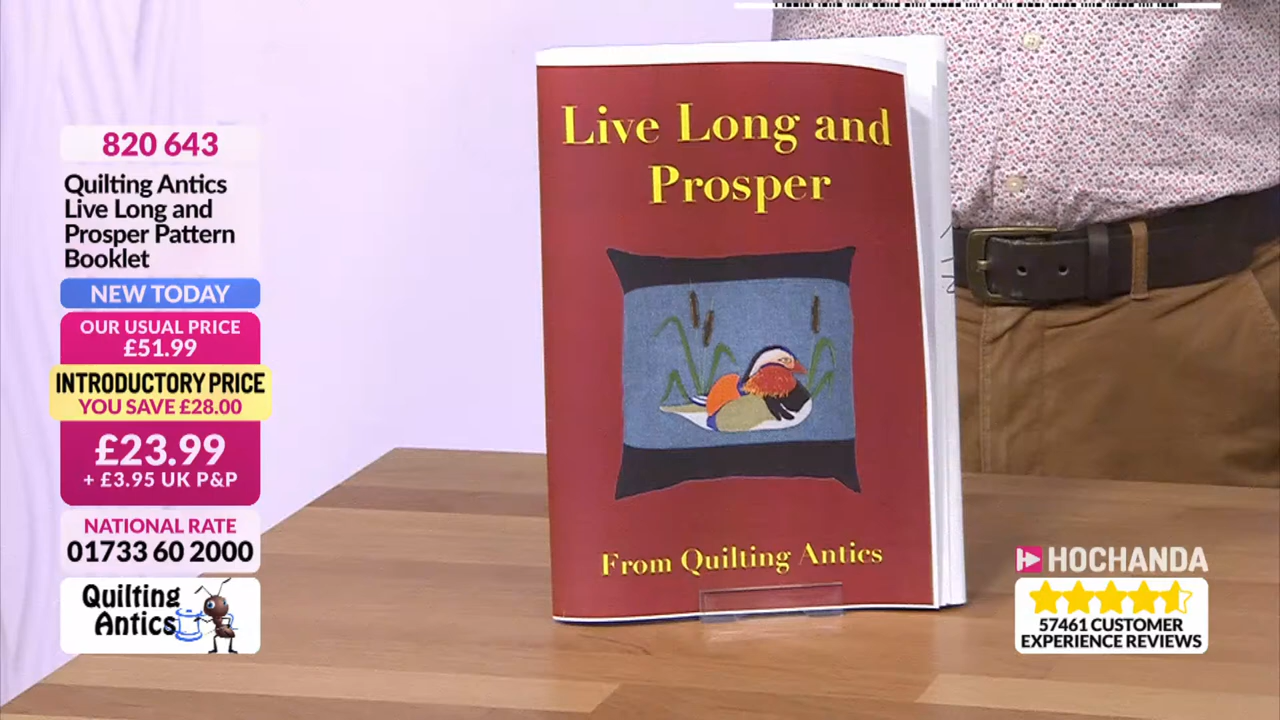 820 643
Quilting Antics
Live Long and
Prosper Pattern
Booklet
NEW TODAY
OUR USUAL PRICE
£51.99
INTRODUCTORY PRICE
YOU SAVE £28.00
£23.99
+ £3.95 UK P&P
NATIONAL RATE
01733 60 2000
Quilting
Antics
Live Long and
Prosper
From Quilting Antics
HOCHANDA
57461 CUSTOMER
EXPERIENCE REVIEWS